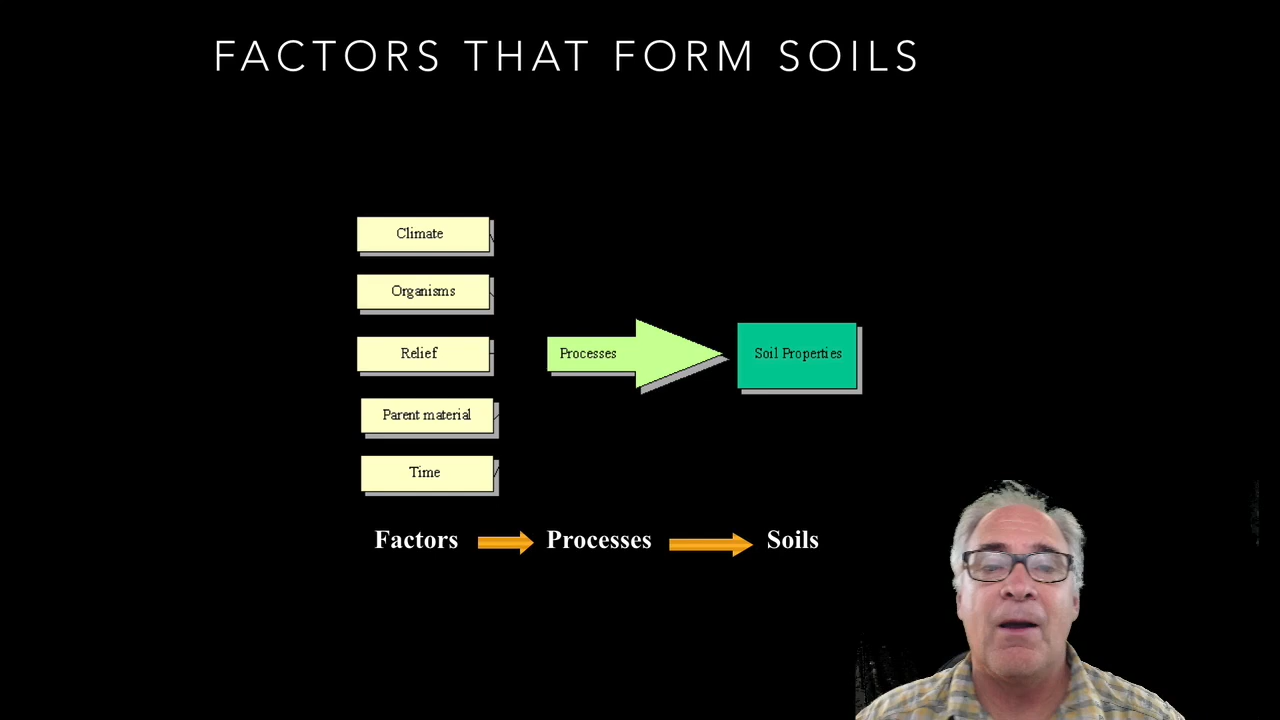 FACTORS THAT FORM SOILS
Climate
Organisms
Relief
Parent material
Time
Processes
Soil Properties
Factors Processes Soils